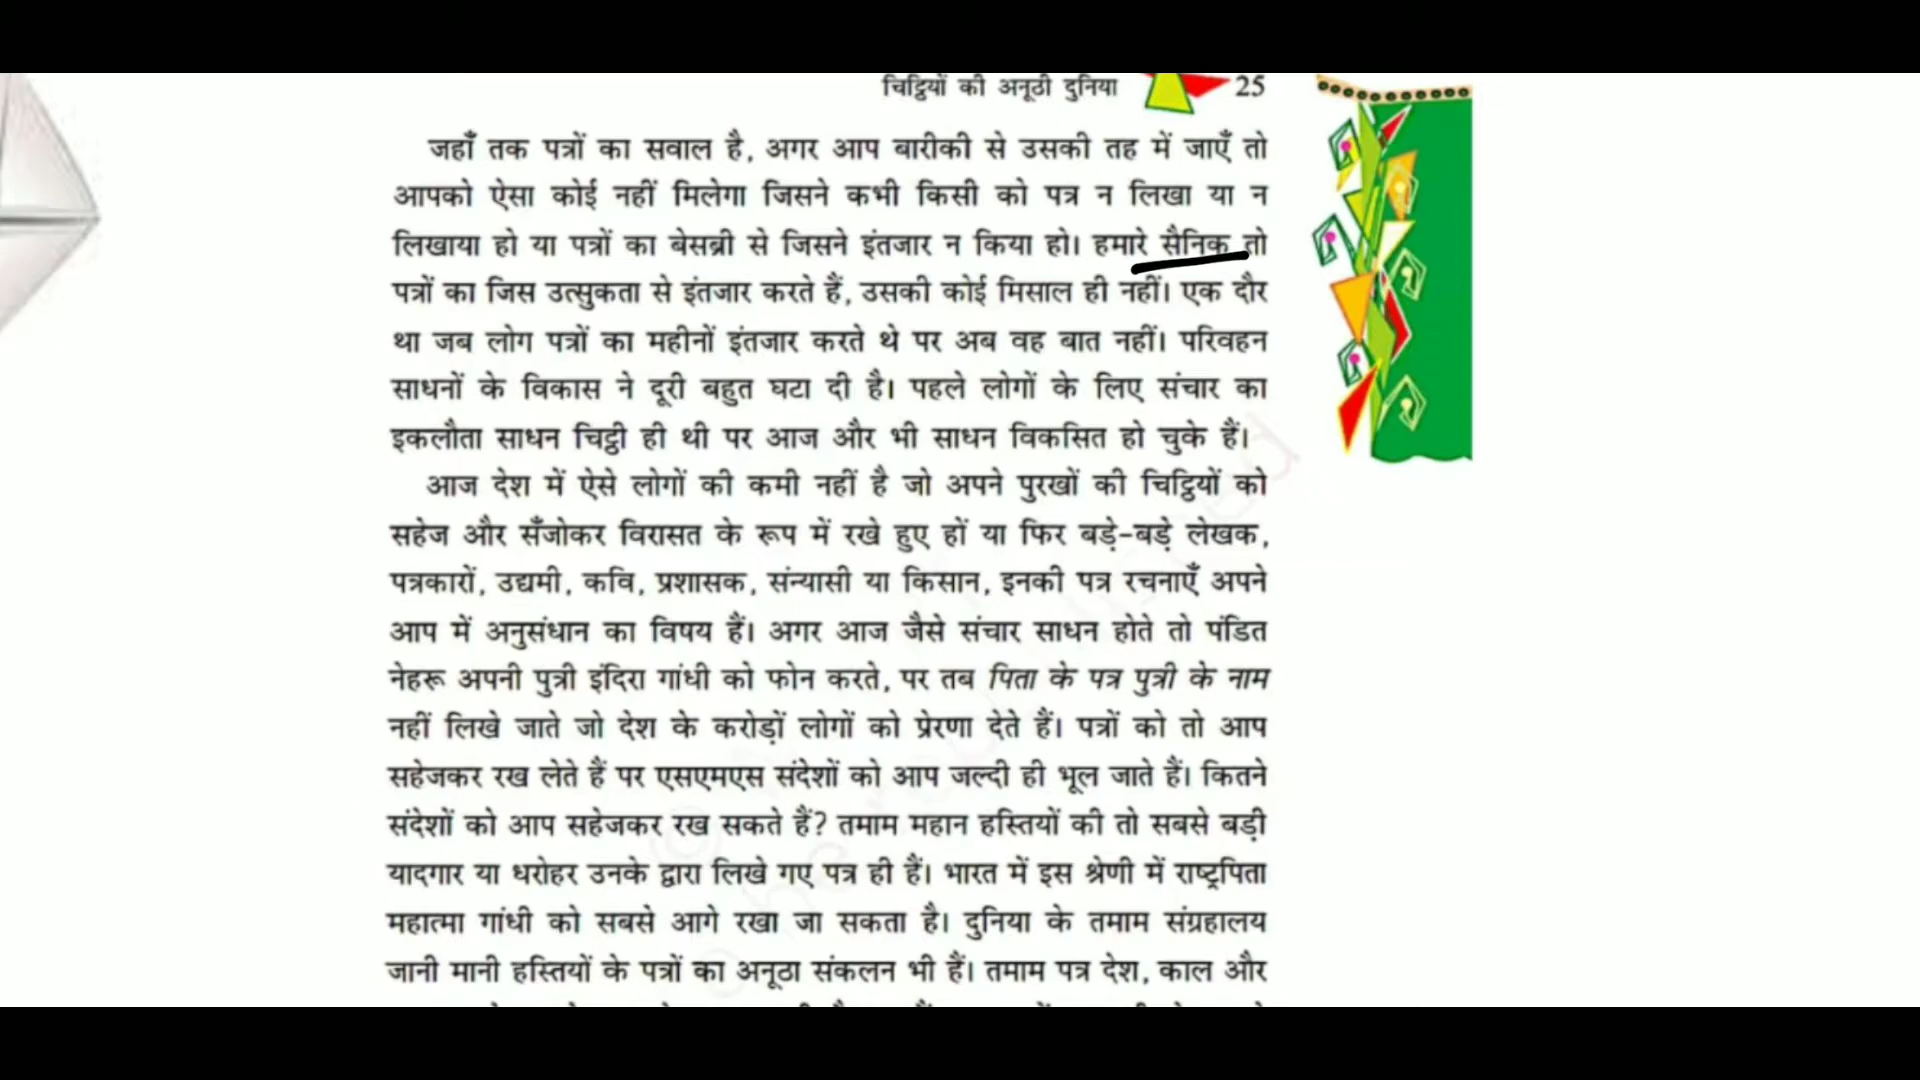 चिट्ठियों की अनूठी दुनिया 25
जहाँ तक पत्रों का सवाल है, अगर आप बारीकी से उसकी तह में जाएँ तो
आपको ऐसा कोई नहीं मिलेगा जिसने कभी किसी को पत्र न लिखा या न
लिखाया हो या पत्रों का बेसब्री से जिसने इंतजार न किया हो। हमारे सैनिक तो
पत्रों का जिस उत्सुकता से इंतजार करते हैं, उसकी कोई मिसाल ही नहीं। एक दौर
था जब लोग पत्रों का महीनों इंतजार करते थे पर अब वह बात नहीं। परिवहन
साधनों के विकास ने दूरी बहुत घटा दी है। पहले लोगों के लिए संचार का
इकलौता साधन चिट्ठी ही थी पर आज और भी साधन विकसित हो चुके हैं।
आज देश में ऐसे लोगों की कमी नहीं है जो अपने पुरखों की चिट्ठियों को
सहेज और सँजोकर विरासत के रूप में रखे हुए हों या फिर बड़े-बड़े लेखक,
पत्रकारों, उद्यमी, कवि, प्रशासक, संन्यासी या किसान, इनकी पत्र रचनाएँ अपने
आप में अनुसंधान का विषय हैं। अगर आज जैसे संचार साधन होते तो पंडित
नेहरू अपनी पुत्री इंदिरा गांधी को फोन करते, पर तब पिता के पत्र पुत्री के नाम
नहीं लिखे जाते जो देश के करोड़ों लोगों को प्रेरणा देते हैं। पत्रों को तो आप
सहेजकर रख लेते हैं पर एसएमएस संदेशों को आप जल्दी ही भूल जाते हैं। कितने
संदेशों को आप सहेजकर रख सकते हैं? तमाम महान हस्तियों की तो सबसे बड़ी
यादगार या धरोहर उनके द्वारा लिखे गए पत्र ही हैं। भारत में इस श्रेणी में राष्ट्रपिता
महात्मा गांधी को सबसे आगे रखा जा सकता है। दुनिया के तमाम संग्रहालय
जानी मानी हस्तियों के पत्रों का अनूठा संकलन भी हैं। तमाम पत्र देश, काल और